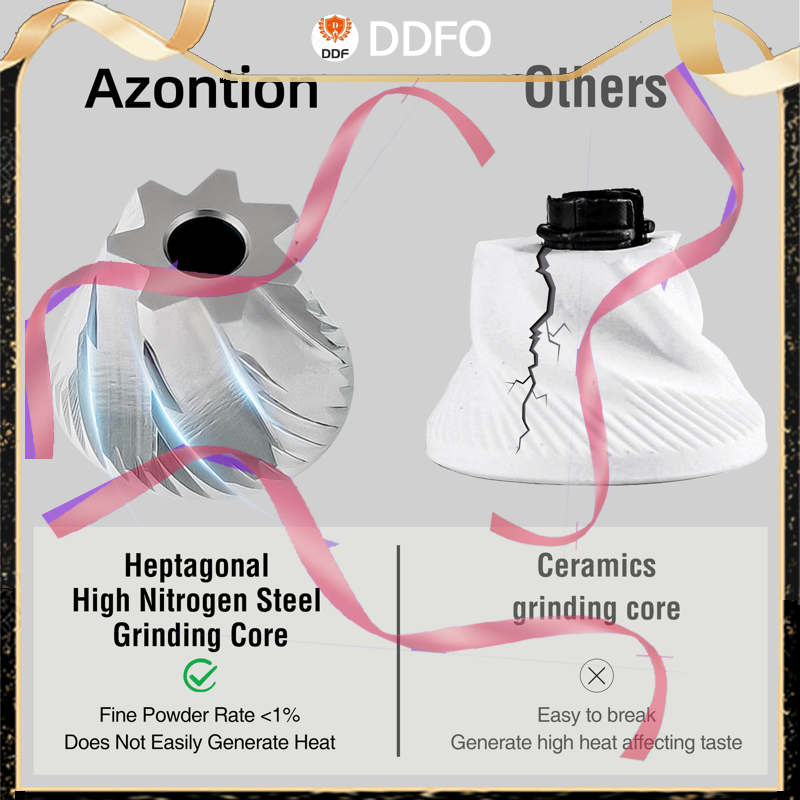 DDF DDFO
Azontion Others
Heptagonal
High Nitrogen Steel
Grinding Core
Fine Powder Rate <1%
Does Not Easily Generate Heat
Ceramics
grinding core
Easy to break
Generate high heat affecting taste